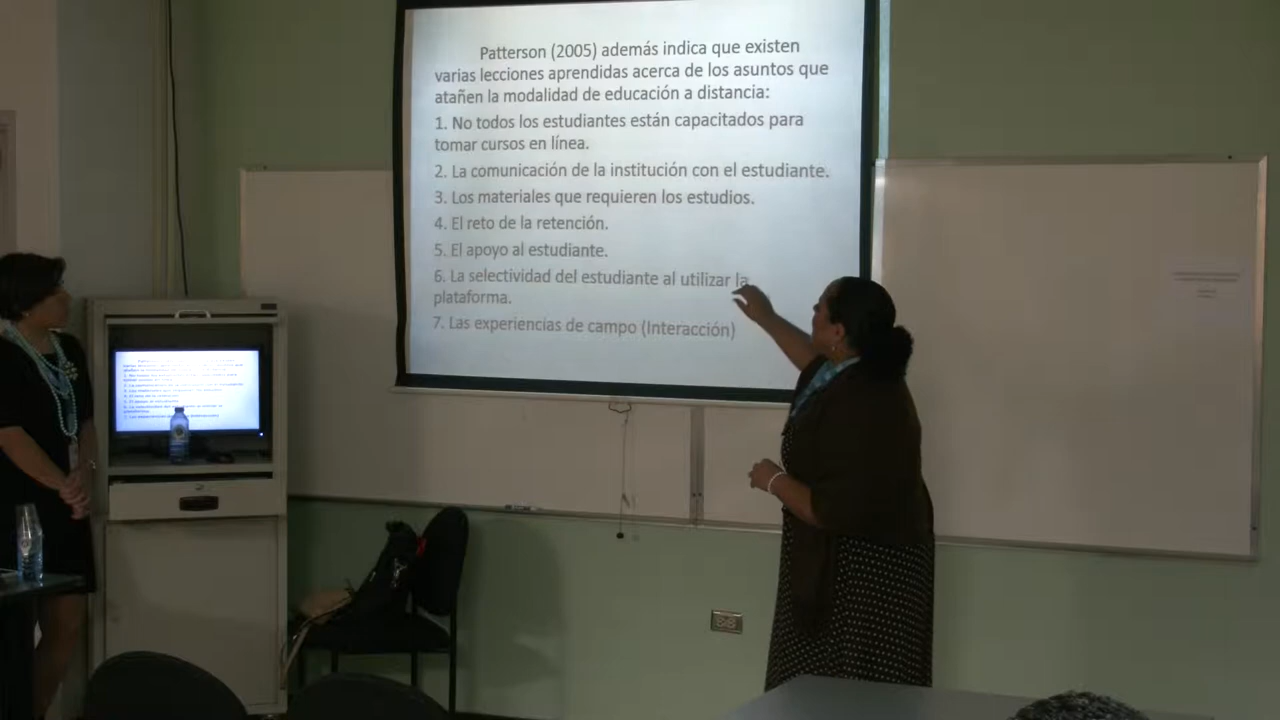 Patterson (2005) además indica que existen
varias lecciones aprendidas acerca de los asuntos que
atañen la modalidad de educación a distancia:
1. No todos los estudiantes están capacitados para
tomar cursos en línea.
2. La comunicación de la institución con el estudiante.
3. Los materiales que requieren los estudios.
4. El reto de la retención.
5. El apoyo al estudiante.
6. La selectividad del estudiante al utilizar la
plataforma.
7. Las experiencias de campo (Interacción)